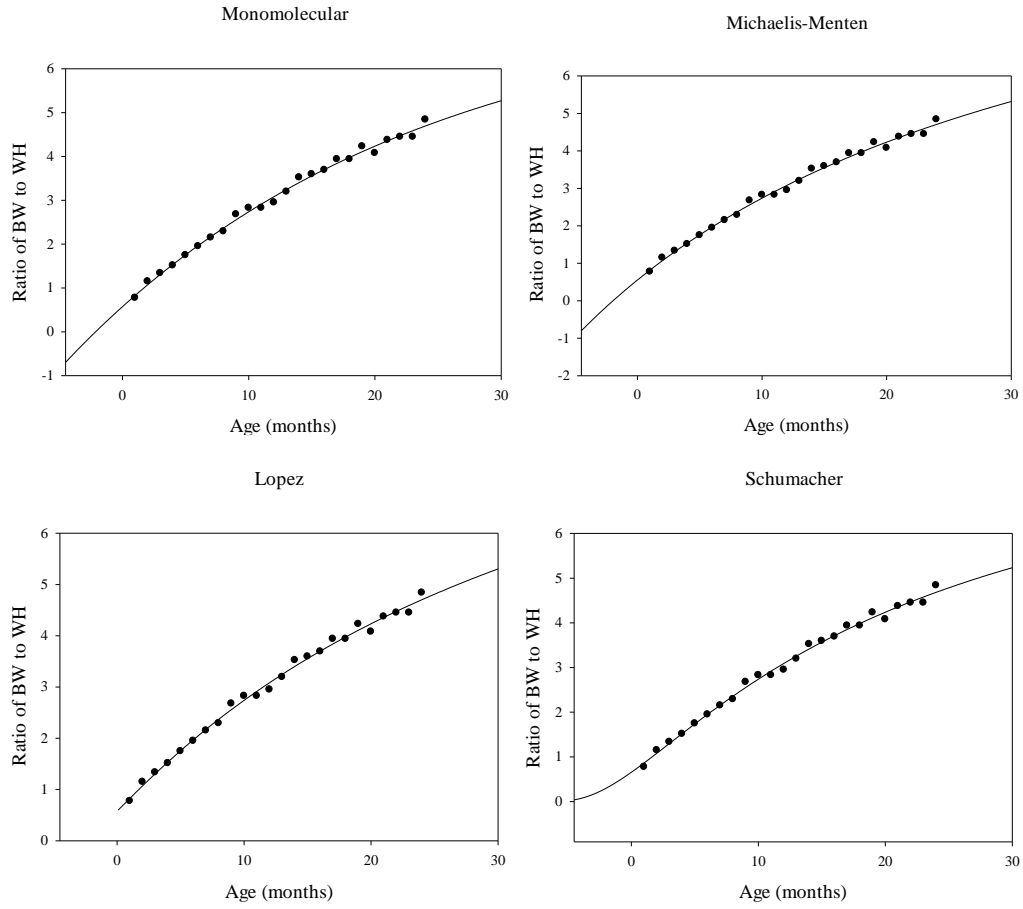 Monomolecular
6
5
4
3
2
1
0
-1
Ratio of BW to WH
0 10 20 30
Age (months)
Michaelis-Menten
6
5
4
3
2
1
0
-1
-2
Ratio of BW to WH
0 10 20 30
Age (months)
Lopez
6
5
4
3
2
1
0
Ratio of BW to WH
0 10 20 30
Age (months)
Schumacher
6
5
4
3
2
1
0
Ratio of BW to WH
0 10 20 30
Age (months)